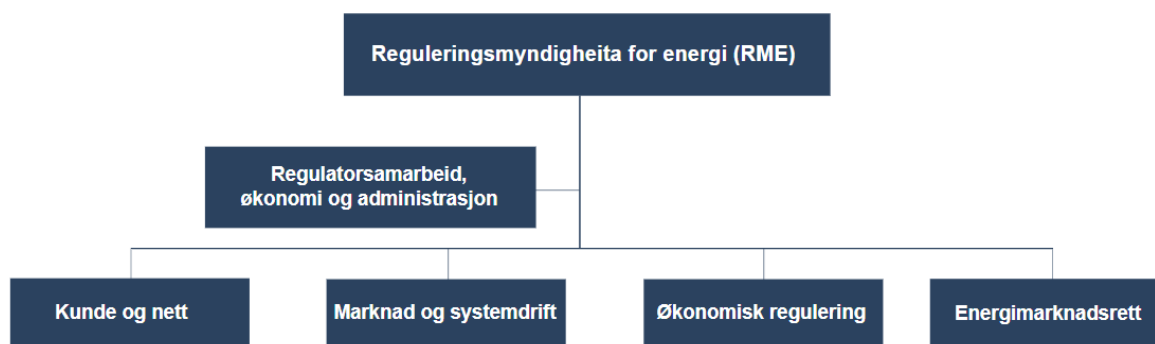 Reguleringsmyndigheita for energi (RME)
Regulatorsamarbeid,
økonomi og administrasjon
Kunde og nett
Marknad og systemdrift
Økonomisk regulering
Energimarknadsrett